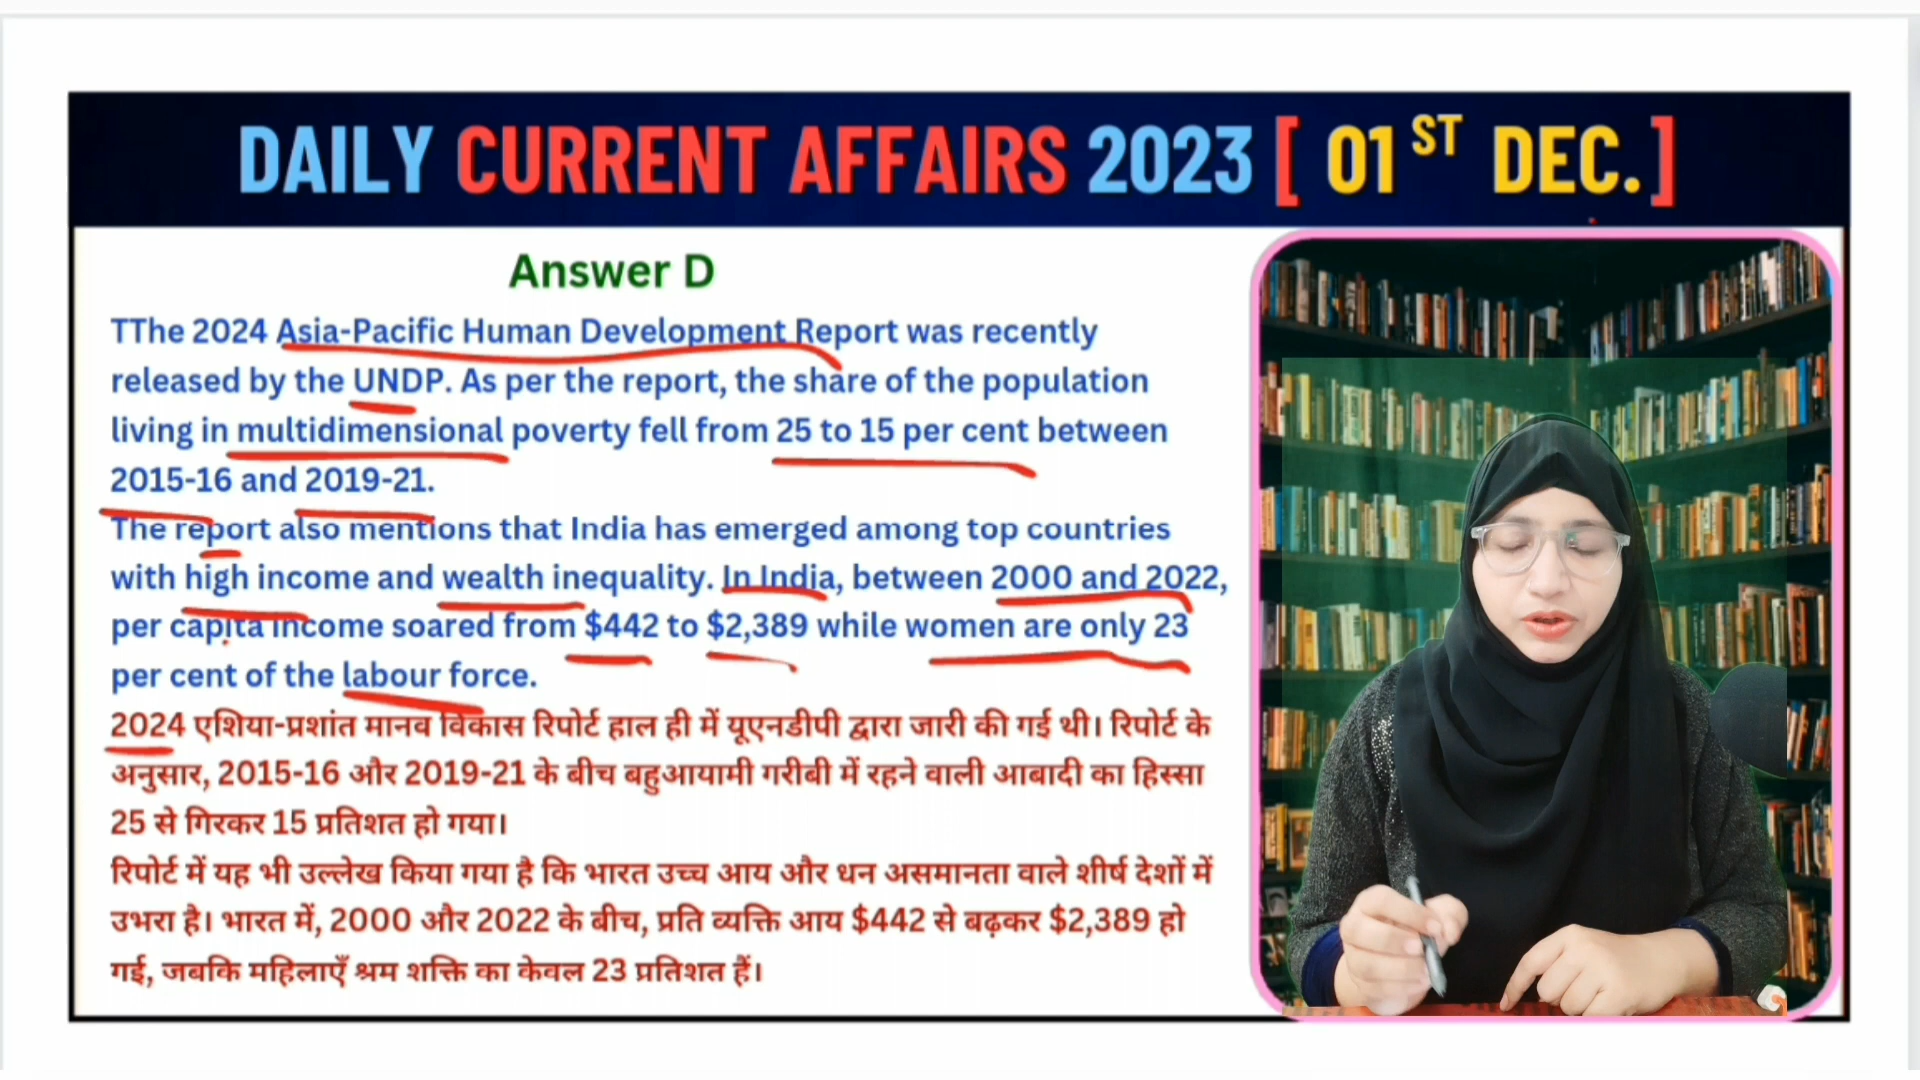 DAILY CURRENT AFFAIRS 2023 [ 01 ST DEC. ]
Answer D
TThe 2024 Asia-Pacific Human Development Report was recently
released by the UNDP. As per the report, the share of the population
living in multidimensional poverty fell from 25 to 15 per cent between
2015-16 and 2019-21.
The report also mentions that India has emerged among top countries
with high income and wealth inequality. In India, between 2000 and 2022,
per capita income soared from $442 to $2,389 while women are only 23
per cent of the labour force.
2024 एशिया-प्रशांत मानव विकास रिपोर्ट हाल ही में यूएनडीपी द्वारा जारी की गई थी। रिपोर्ट के
अनुसार, 2015-16 और 2019-21 के बीच बहुआयामी गरीबी में रहने वाली आबादी का हिस्सा
25 से गिरकर 15 प्रतिशत हो गया।
रिपोर्ट में यह भी उल्लेख किया गया है कि भारत उच्च आय और धन असमानता वाले शीर्ष देशों में
उभरा है। भारत में, 2000 और 2022 के बीच, प्रति व्यक्ति आय $442 से बढ़कर $2,389 हो
गई, जबकि महिलाएँ श्रम शक्ति का केवल 23 प्रतिशत हैं।